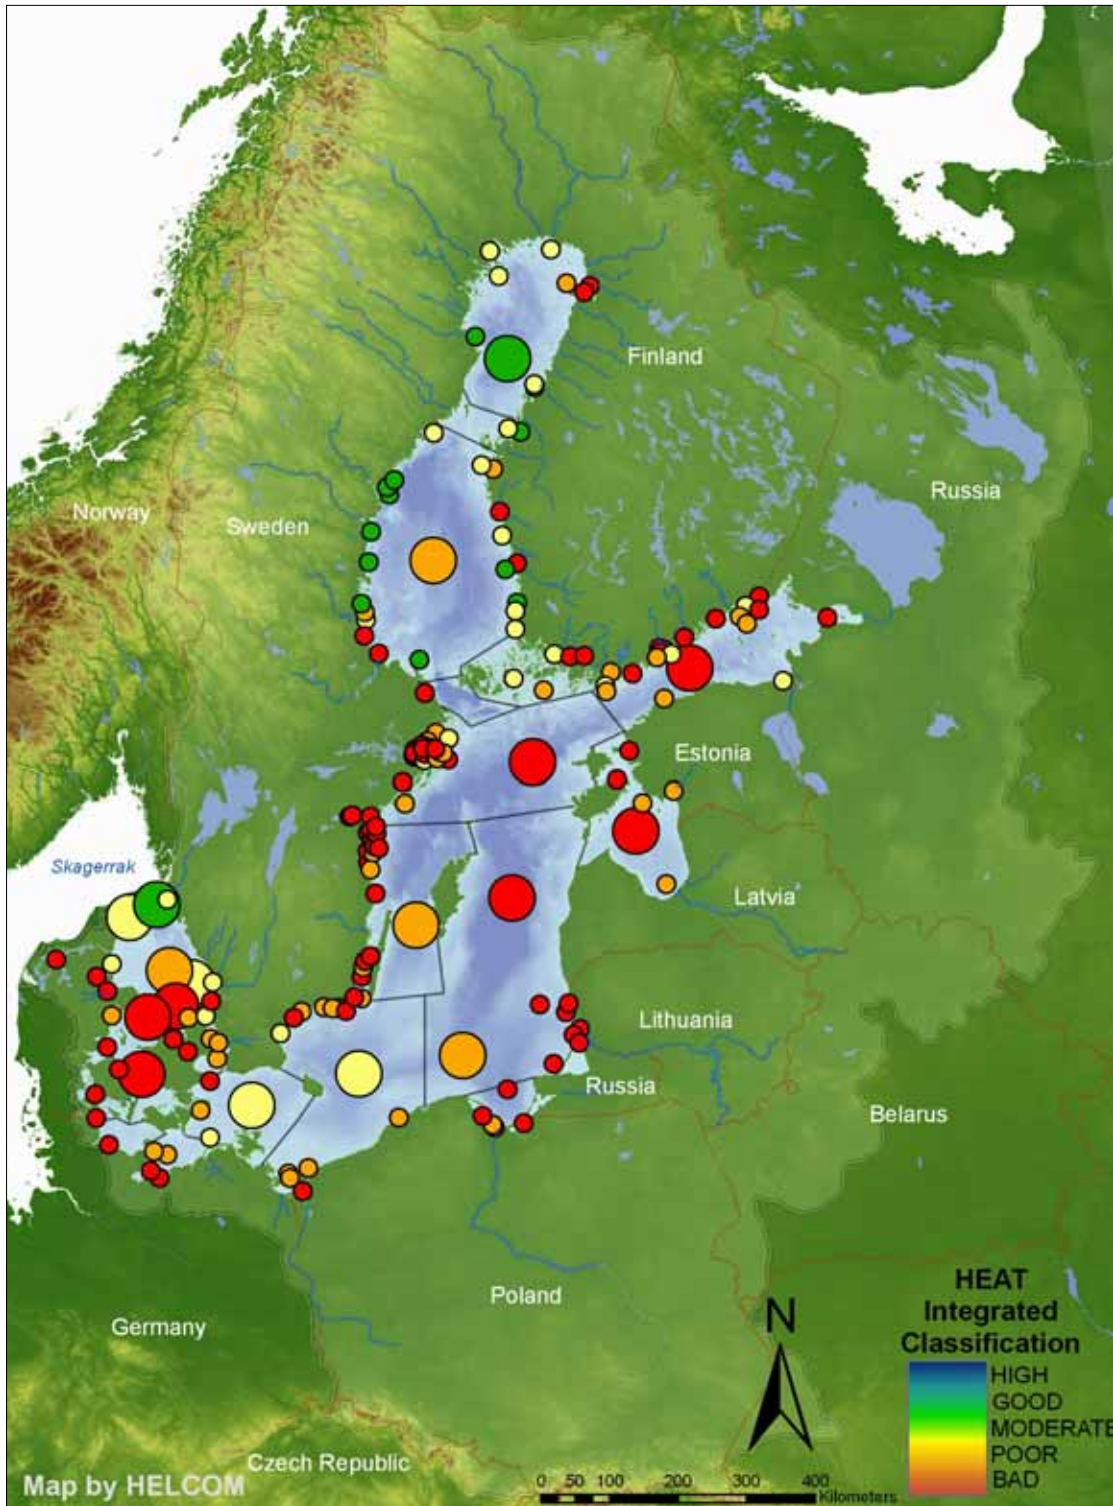 Finland
Norway
Sweden
Russia
Estonia
Skagerrak
Latvia
Lithuania
Russia
Belarus
Poland
Germany
Czech Republic
Map by HELCOM
N
0 50 100 200 300 400
Kilometers
HEAT
Integrated
Classification
HIGH
GOOD
MODERATE
POOR
BAD